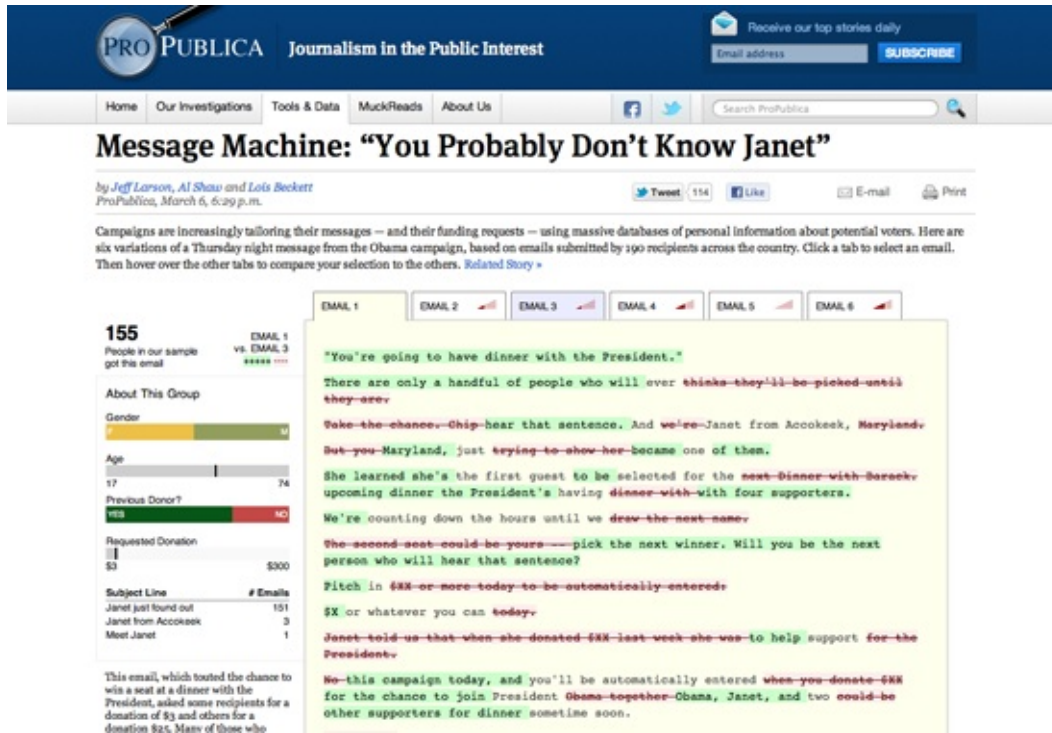 PRO PUBLICA
Journalism in the Public Interest
Receive our top stories daily
Email address
SUBSCRIBE
Home Our Investigations Tools & Data MuckReads About Us
Search ProPublica
Message Machine: “You Probably Don’t Know Janet”
by Jeff Larson, Al Shaw and Lois Beckett
ProPublica, March 6, 6:29 p.m.
Tweet 114 Like E-mail Print
Campaigns are increasingly tailoring their messages — and their funding requests — using massive databases of personal information about potential voters. Here are
six variations of a Thursday night message from the Obama campaign, based on emails submitted by 190 recipients across the country. Click a tab to select an email.
Then hover over the other tabs to compare your selection to the others. Related Story »
EMAIL 1 EMAIL 2 EMAIL 3 EMAIL 4 EMAIL 5 EMAIL 6
155
People in our sample
got this email
EMAIL 1
vs. EMAIL 3
About This Group
Gender
F M
Age
17 74
Previous Donor?
YES NO
Requested Donation
$3 $300
Subject Line # Emails
Janet just found out 151
Janet from Accokeek 3
Meet Janet 1
This email, which touted the chance to
win a seat at a dinner with the
President, asked some recipients for a
donation of $3 and others for a
donation $25. Many of those who
"You're going to have dinner with the President."
There are only a handful of people who will ever thinks they'll be picked until
they are.
Take the chance. Chip hear that sentence. And we're Janet from Accokeek, Maryland.
But you Maryland, just trying to show her became one of them.
She learned she's the first guest to be selected for the next Dinner with Barack.
upcoming dinner the President's having dinner with with four supporters.
We're counting down the hours until we draw the next name.
The second seat could be yours -- pick the next winner. Will you be the next
person who will hear that sentence?
Pitch in $XX or more today to be automatically entered:
$X or whatever you can today.
Janet told us that when she donated $XX last week she was to help support for the
President.
No this campaign today, and you'll be automatically entered when you donate $XX
for the chance to join President Obama together Obama, Janet, and two could be
other supporters for dinner sometime soon.